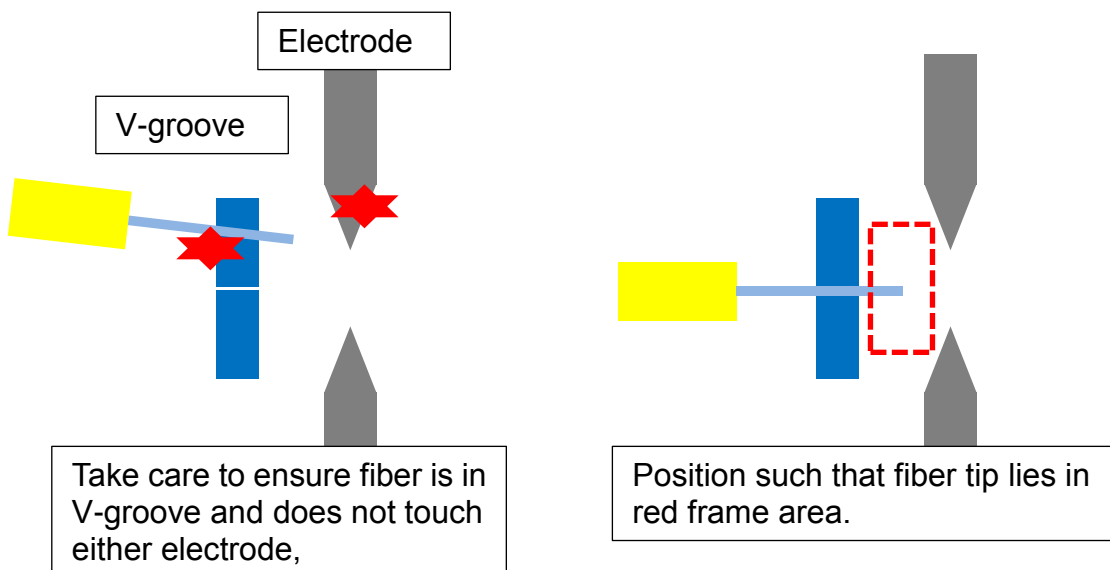 Electrode
V-groove
Take care to ensure fiber is in
V-groove and does not touch
either electrode,
Position such that fiber tip lies in
red frame area.